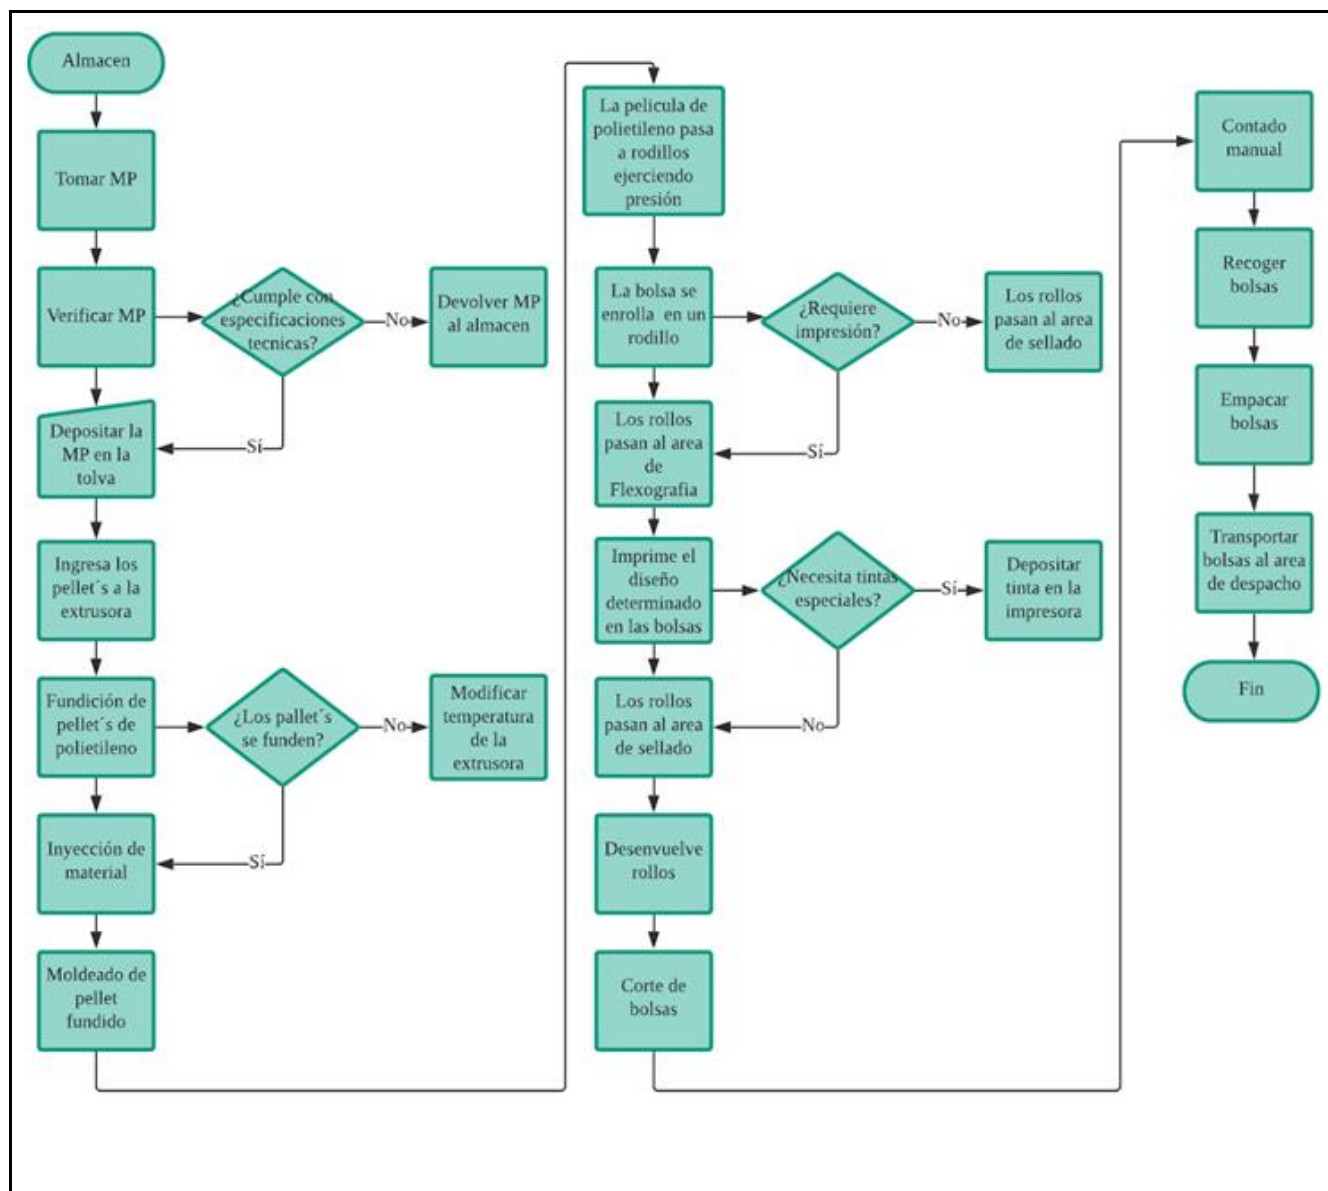 Almacen
Tomar MP
Verificar MP
¿Cumple con
especificaciones
tecnicas?
No
Devolver MP
al almacen
Sí
Depositar la
MP en la
tolva
Ingresa los
pellet´s a la
extrusora
Fundición de
pellet´s de
polietileno
¿Los pallet´s
se funden?
No
Modificar
temperatura
de la
extrusora
Sí
Inyección de
material
Moldeado de
pellet
fundido
La pelicula de
polietileno pasa
a rodillos
ejerciendo
presión
La bolsa se
enrolla en un
rodillo
¿Requiere
impresión?
No
Los rollos
pasan al area
de sellado
Sí
Los rollos
pasan al area
de
Flexografia
Imprime el
diseño
determinado
en las bolsas
¿Necesita tintas
especiales?
Sí
Depositar
tinta en la
impresora
No
Los rollos
pasan al area
de sellado
Desenvuelve
rollos
Corte de
bolsas
Contado
manual
Recoger
bolsas
Empacar
bolsas
Transportar
bolsas al area
de despacho
Fin